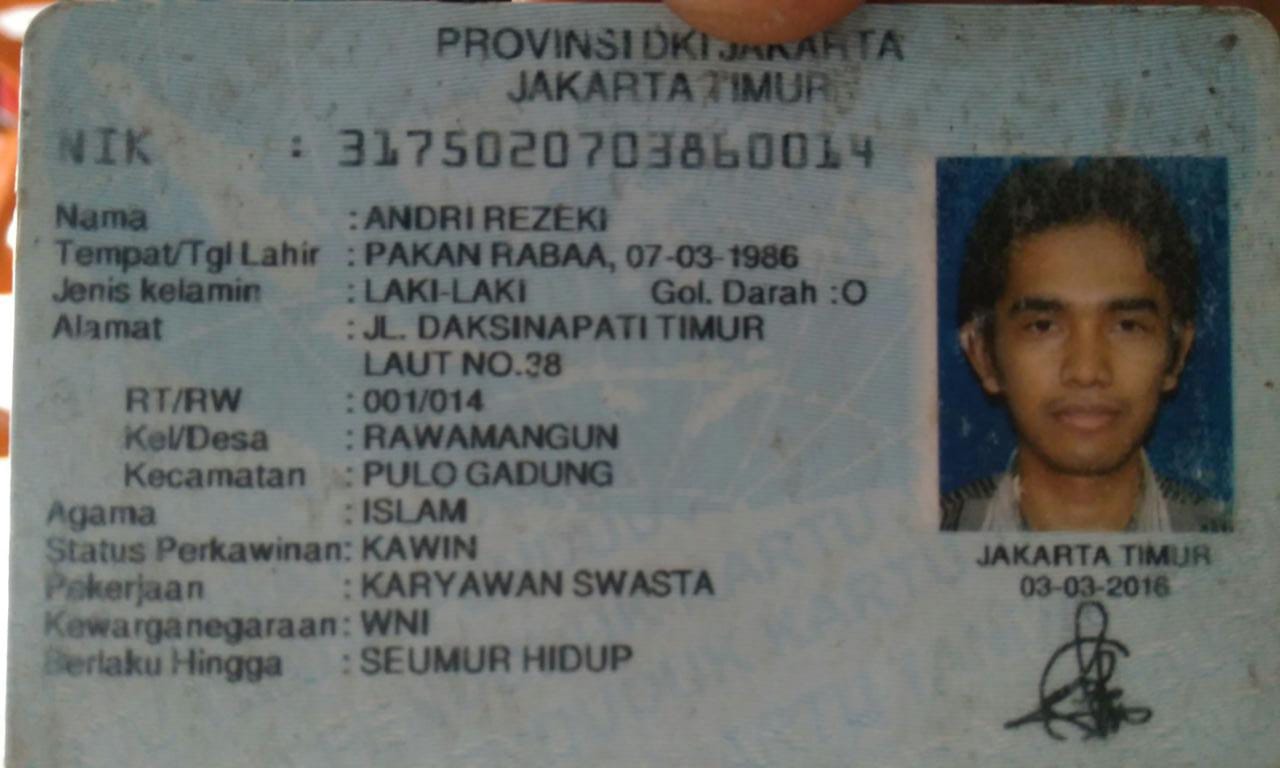 PROVINSI DKI JAKARTA
JAKARTA TIMUR
NIK : 3175020703860014
Nama : ANDRI REZEKI
Tempat/Tgl Lahir : PAKAN RABAA, 07-03-1986
Jenis kelamin : LAKI-LAKI Gol. Darah :O
Alamat : JL. DAKSINAPATI TIMUR
LAUT NO.38
RT/RW : 001/014
Kel/Desa : RAWAMANGUN
Kecamatan : PULO GADUNG
Agama : ISLAM
Status Perkawinan: KAWIN
Pekerjaan : KARYAWAN SWASTA
Kewarganegaraan: WNI
Berlaku Hingga : SEUMUR HIDUP
JAKARTA TIMUR
03-03-2016